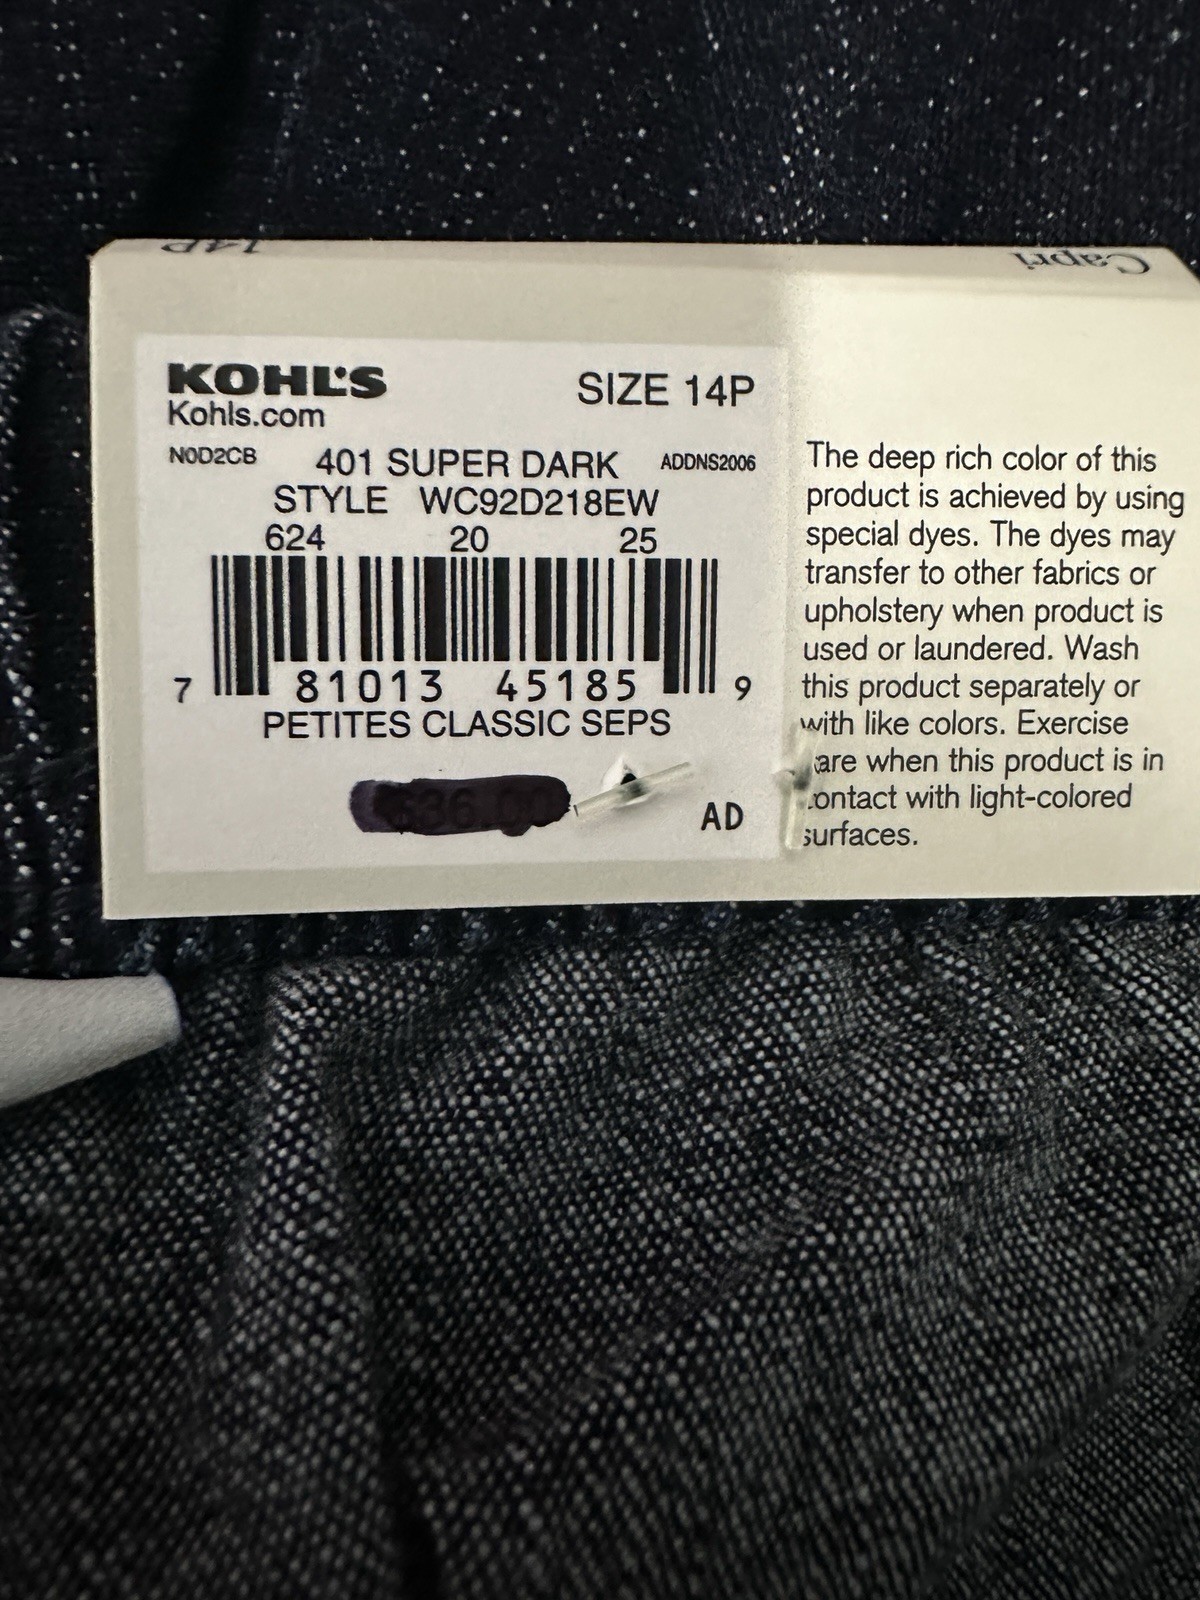 14P
Capri
KOHL'S
Kohls.com
SIZE 14P
N0D2CB 401 SUPER DARK ADDNS2006
STYLE WC92D218EW
624 20 25
7 81013 45185 9
PETITES CLASSIC SEPS
$36.00
AD
The deep rich color of this
product is achieved by using
special dyes. The dyes may
transfer to other fabrics or
upholstery when product is
used or laundered. Wash
this product separately or
with like colors. Exercise
care when this product is in
contact with light-colored
surfaces.